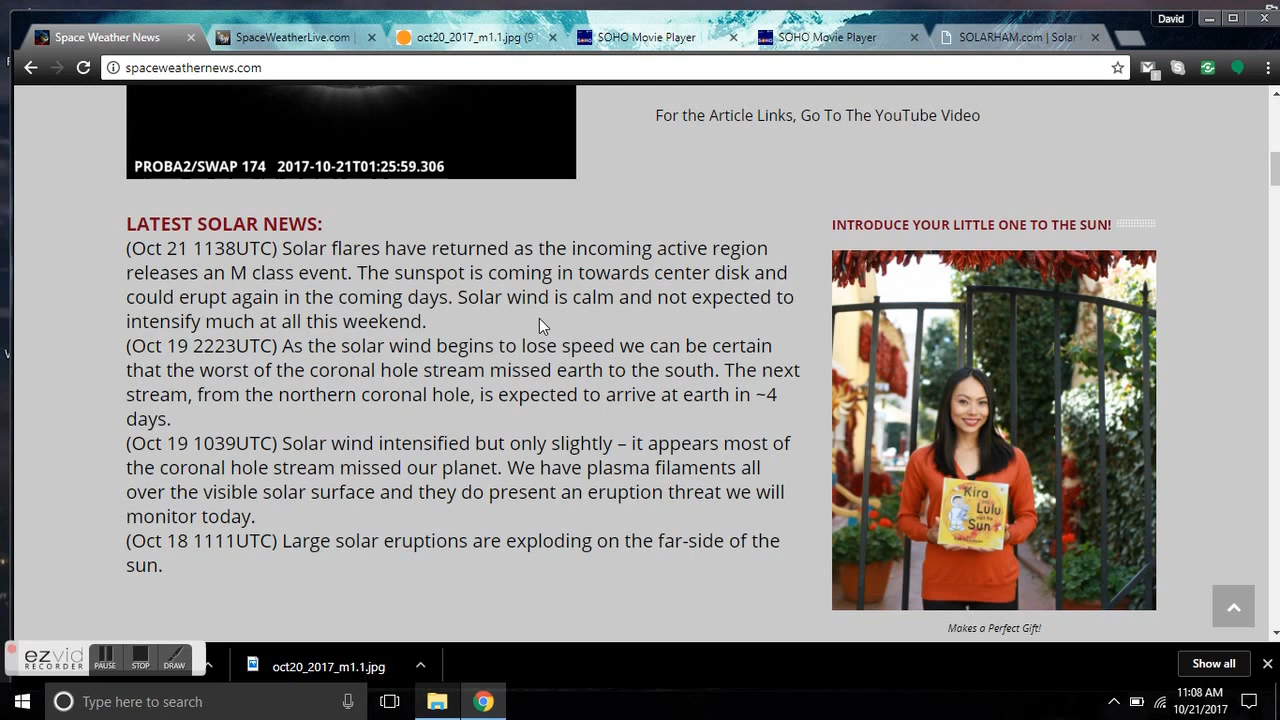 David
Space Weather News
SpaceWeatherLive.com |
oct20_2017_m1.1.jpg (9
SOHO Movie Player
SOHO Movie Player
SOLARHAM.com | Solar
spaceweathernews.com
For the Article Links, Go To The YouTube Video
PROBA2/SWAP 174 2017-10-21T01:25:59.306
LATEST SOLAR NEWS:
(Oct 21 1138UTC) Solar flares have returned as the incoming active region
releases an M class event. The sunspot is coming in towards center disk and
could erupt again in the coming days. Solar wind is calm and not expected to
intensify much at all this weekend.
(Oct 19 2223UTC) As the solar wind begins to lose speed we can be certain
that the worst of the coronal hole stream missed earth to the south. The next
stream, from the northern coronal hole, is expected to arrive at earth in ~4
days.
(Oct 19 1039UTC) Solar wind intensified but only slightly – it appears most of
the coronal hole stream missed our planet. We have plasma filaments all
over the visible solar surface and they do present an eruption threat we will
monitor today.
(Oct 18 1111UTC) Large solar eruptions are exploding on the far-side of the
sun.
INTRODUCE YOUR LITTLE ONE TO THE SUN!
Kira
Lulu
Sun
Makes a Perfect Gift!
ezvid
RECORDER
PAUSE
STOP
DRAW
oct20_2017_m1.1.jpg
Show all
Type here to search
11:08 AM
10/21/2017